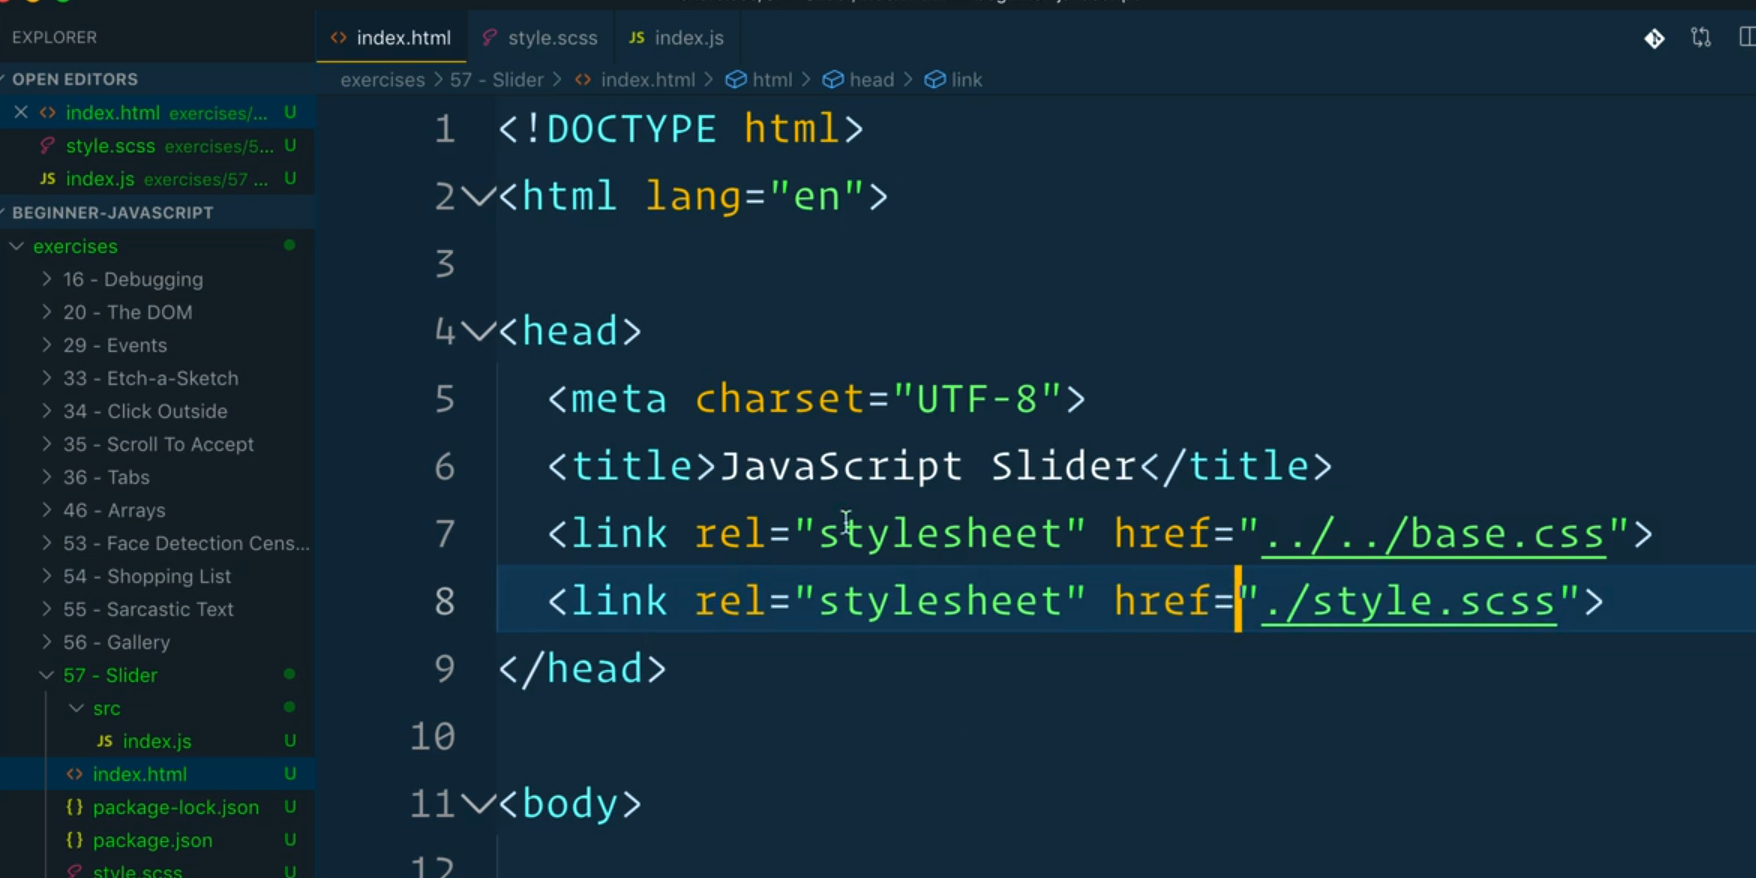 EXPLORER
OPEN EDITORS
index.html exercises/... U
style.scss exercises/5... U
JS index.js exercises/57 ... U
BEGINNER-JAVASCRIPT
exercises
16 - Debugging
20 - The DOM
29 - Events
33 - Etch-a-Sketch
34 - Click Outside
35 - Scroll To Accept
36 - Tabs
46 - Arrays
53 - Face Detection Cens...
54 - Shopping List
55 - Sarcastic Text
56 - Gallery
57 - Slider
src
JS index.js U
index.html U
{} package-lock.json U
{} package.json U
style.scss U
index.html style.scss JS index.js
exercises > 57 - Slider > index.html > html > head > link
1 <!DOCTYPE html>
2 <html lang="en">
3
4 <head>
5 <meta charset="UTF-8">
6 <title>JavaScript Slider</title>
7 <link rel="stylesheet" href="../../base.css">
8 <link rel="stylesheet" href="./style.scss">
9 </head>
10
11 <body>
12